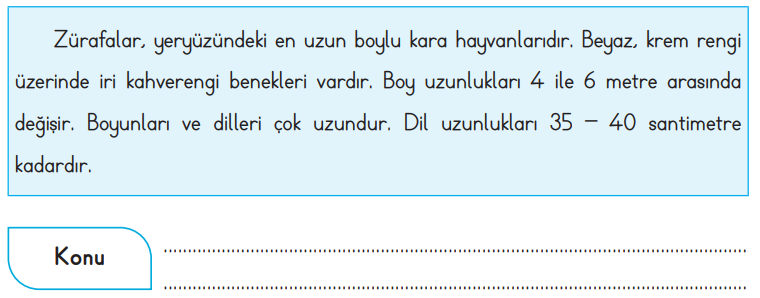 Zürafalar, yeryüzündeki en uzun boylu kara hayvanlarıdır. Beyaz, krem rengi
üzerinde iri kahverengi benekleri vardır. Boy uzunlukları 4 ile 6 metre arasında
değişir. Boyunları ve dilleri çok uzundur. Dil uzunlukları 35 – 40 santimetre
kadardır.
Konu